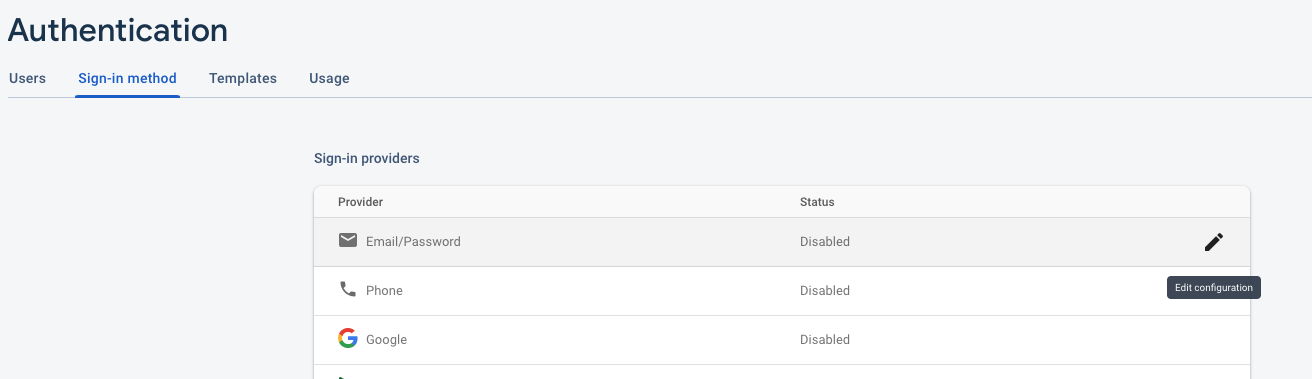 Authentication
Users Sign-in method Templates Usage
Sign-in providers
Provider Status
Email/Password Disabled
Phone Disabled
Edit configuration
Google Disabled